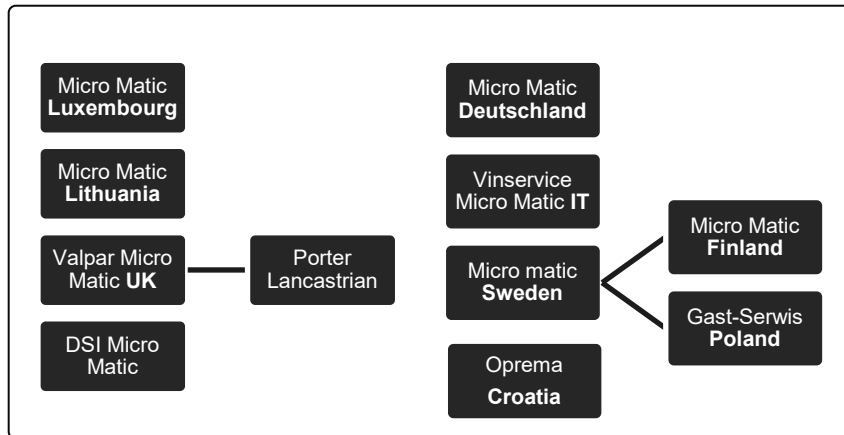 Micro Matic
Luxembourg
Micro Matic
Lithuania
Valpar Micro
Matic UK
Porter
Lancastrian
DSI Micro
Matic
Micro Matic
Deutschland
Vinservice
Micro Matic IT
Micro matic
Sweden
Micro Matic
Finland
Gast-Serwis
Poland
Oprema
Croatia